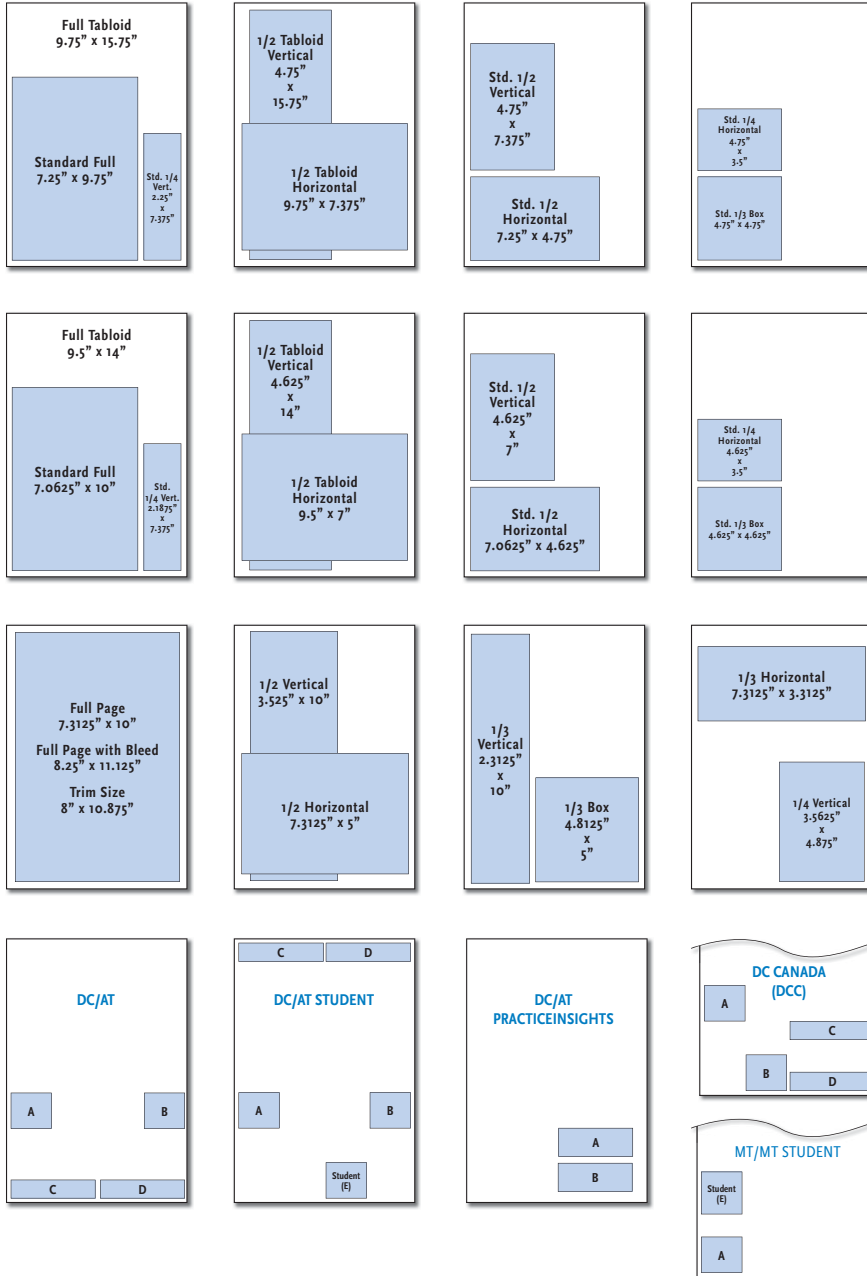 Full Tabloid
9.75” x 15.75”
Standard Full
7.25” x 9.75”
Std. 1/4
Vert.
2.25”
x
7.375”
1/2 Tabloid
Vertical
4.75”
x
15.75”
1/2 Tabloid
Horizontal
9.75” x 7.375”
Std. 1/2
Vertical
4.75”
x
7.375”
Std. 1/2
Horizontal
7.25” x 4.75”
Std. 1/4
Horizontal
4.75”
x
3.5”
Std. 1/3 Box
4.75” x 4.75”
Full Tabloid
9.5” x 14”
Standard Full
7.0625” x 10”
Std.
1/4 Vert.
2.1875”
x
7.375”
1/2 Tabloid
Vertical
4.625”
x
14”
1/2 Tabloid
Horizontal
9.5” x 7”
Std. 1/2
Vertical
4.625”
x
7”
Std. 1/2
Horizontal
7.0625” x 4.625”
Std. 1/4
Horizontal
4.625”
x
3.5”
Std. 1/3 Box
4.625” x 4.625”
Full Page
7.3125” x 10”
Full Page with Bleed
8.25” x 11.125”
Trim Size
8” x 10.875”
1/2 Vertical
3.525” x 10”
1/2 Horizontal
7.3125” x 5”
1/3
Vertical
2.3125”
x
10”
1/3 Box
4.8125”
x
5”
1/3 Horizontal
7.3125” x 3.3125”
1/4 Vertical
3.5625”
x
4.875”
DC/AT
A
B
C
D
C
D
DC/AT STUDENT
A
B
Student
(E)
DC/AT
PRACTICEINSIGHTS
A
B
DC CANADA
(DCC)
A
C
B
D
MT/MT STUDENT
Student
(E)
A